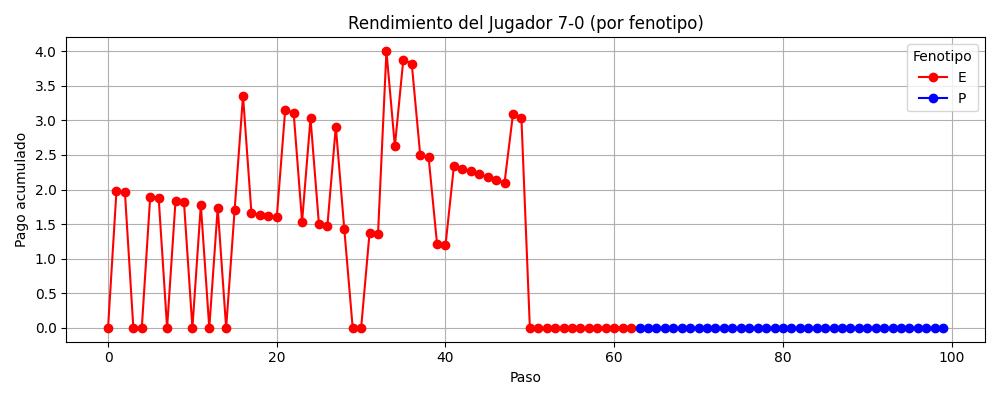 Rendimiento del Jugador 7-0 (por fenotipo)
Pago acumulado
4.0
3.5
3.0
2.5
2.0
1.5
1.0
0.5
0.0
0 20 40 60 80 100
Paso
Fenotipo
E
P